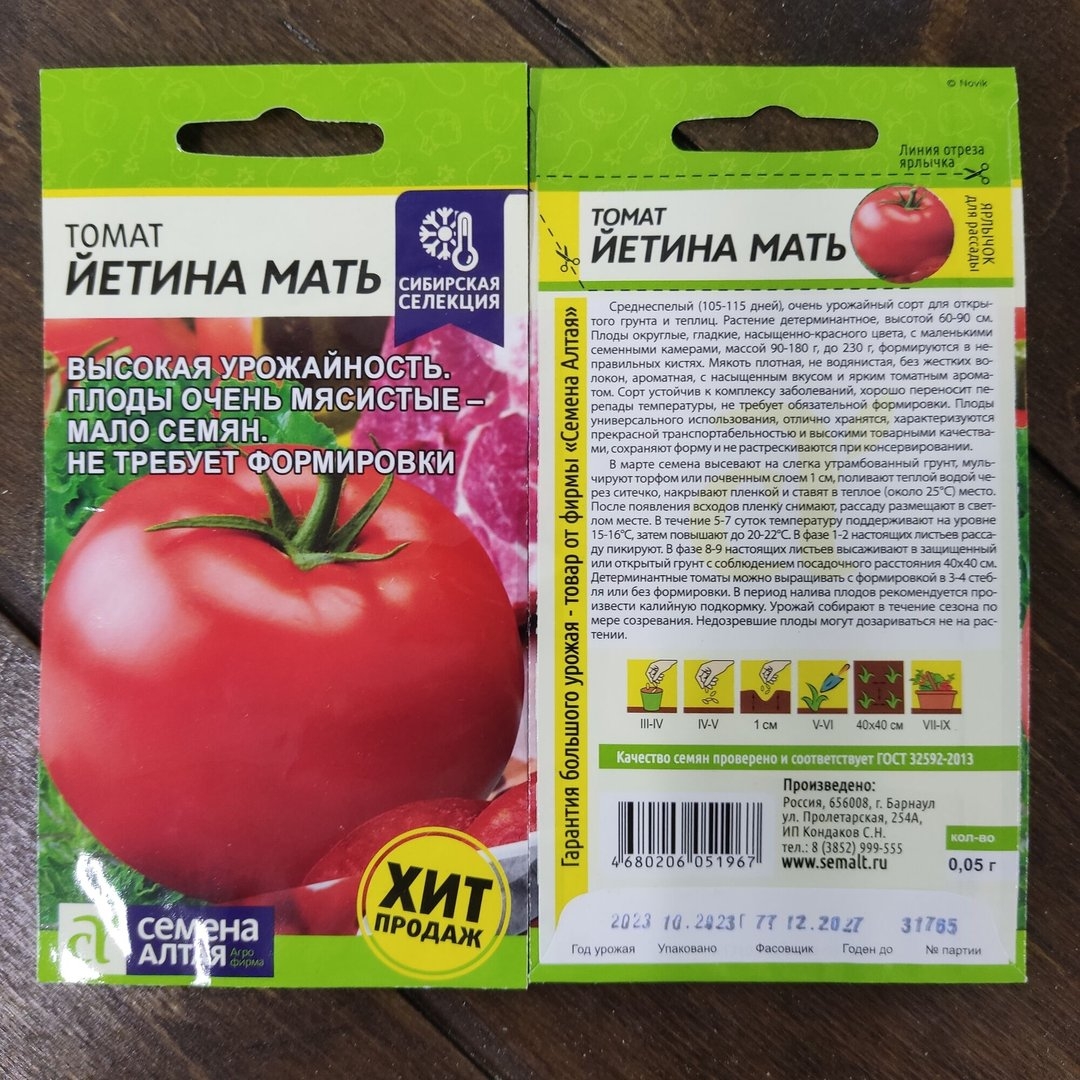 ТОМАТ
ЙЕТИНА МАТЬ
СИБИРСКАЯ
СЕЛЕКЦИЯ
ВЫСОКАЯ УРОЖАЙНОСТЬ.
ПЛОДЫ ОЧЕНЬ МЯСИСТЫЕ –
МАЛО СЕМЯН.
НЕ ТРЕБУЕТ ФОРМИРОВКИ
ХИТ
ПРОДАЖ
са
семена
АЛТАЯ
Агро
фирма
© Novik
Линия отреза
ярлычка
ТОМАТ
ЙЕТИНА МАТЬ
ЯРЛЫЧОК
для рассады
Гарантия большого урожая - товар от фирмы «Семена Алтая»
Среднеспелый (105-115 дней), очень урожайный сорт для откры-
того грунта и теплиц. Растение детерминантное, высотой 60-90 см.
Плоды округлые, гладкие, насыщенно-красного цвета, с маленькими
семенными камерами, массой 90-180 г, до 230 г, формируются в не-
правильных кистях. Мякоть плотная, не водянистая, без жестких во-
локон, ароматная, с насыщенным вкусом и ярким томатным арома-
том. Сорт устойчив к комплексу заболеваний, хорошо переносит пе-
репады температуры, не требует обязательной формировки. Плоды
универсального использования, отлично хранятся, характеризуются
прекрасной транспортабельностью и высокими товарными качества-
ми, сохраняют форму и не растрескиваются при консервировании.
В марте семена высевают на слегка утрамбованный грунт, муль-
чируют торфом или почвенным слоем 1 см, поливают теплой водой че-
рез ситечко, накрывают пленкой и ставят в теплое (около 25°С) место.
После появления всходов пленку снимают, рассаду размещают в свет-
лом месте. В течение 5-7 суток температуру поддерживают на уровне
15-16°С, затем повышают до 20-22°С. В фазе 1-2 настоящих листьев расса-
ду пикируют. В фазе 8-9 настоящих листьев высаживают в защищенный
или открытый грунт с соблюдением посадочного расстояния 40х40 см.
Детерминантные томаты можно выращивать с формировкой в 3-4 стеб-
ля или без формировки. В период налива плодов рекомендуется про-
извести калийную подкормку. Урожай собирают в течение сезона по
мере созревания. Недозревшие плоды могут дозариваться не на рас-
тении.
III-IV IV-V 1 см V-VI 40х40 см VII-IX
Качество семян проверено и соответствует ГОСТ 32592-2013
4 680206 051967
Произведено:
Россия, 656008, г. Барнаул
ул. Пролетарская, 254А,
ИП Кондаков С.Н.
тел.: 8 (3852) 999-555
www.semalt.ru
кол-во
0,05 г
2023 10.2023 77 12.2027 31765
Год урожая Упаковано Фасовщик Годен до № партии